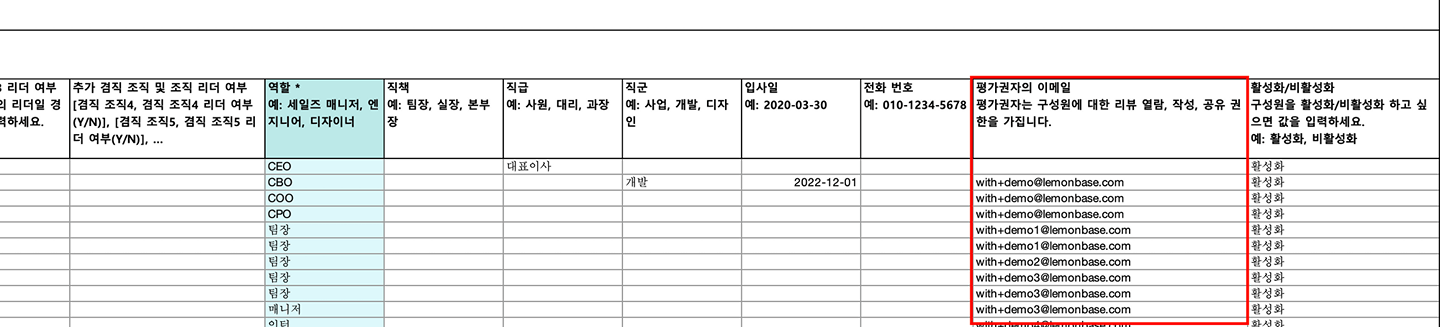 3 리더 여부
의 리더일 경
력하세요.
추가 겸직 조직 및 조직 리더 여부
[겸직 조직4, 겸직 조직4 리더 여부
(Y/N)], [겸직 조직5, 겸직 조직5 리
더 여부(Y/N)], ...
역할 *
예: 세일즈 매니저, 엔
지니어, 디자이너
직책
예: 팀장, 실장, 본부
장
직급
예: 사원, 대리, 과장
직군
예: 사업, 개발, 디자
인
입사일
예: 2020-03-30
전화 번호
예: 010-1234-5678
평가권자의 이메일
평가권자는 구성원에 대한 리뷰 열람, 작성, 공유 권
한을 가집니다.
활성화/비활성화
구성원을 활성화/비활성화 하고 싶
으면 값을 입력하세요.
예: 활성화, 비활성화
CEO 대표이사 활성화
CBO 개발 2022-12-01 with+demo@lemonbase.com 활성화
COO with+demo@lemonbase.com 활성화
CPO with+demo@lemonbase.com 활성화
팀장 with+demo1@lemonbase.com 활성화
팀장 with+demo1@lemonbase.com 활성화
팀장 with+demo2@lemonbase.com 활성화
팀장 with+demo3@lemonbase.com 활성화
팀장 with+demo3@lemonbase.com 활성화
매니저 with+demo3@lemonbase.com 활성화
인턴 with+demo4@lemonbase.com 활성화